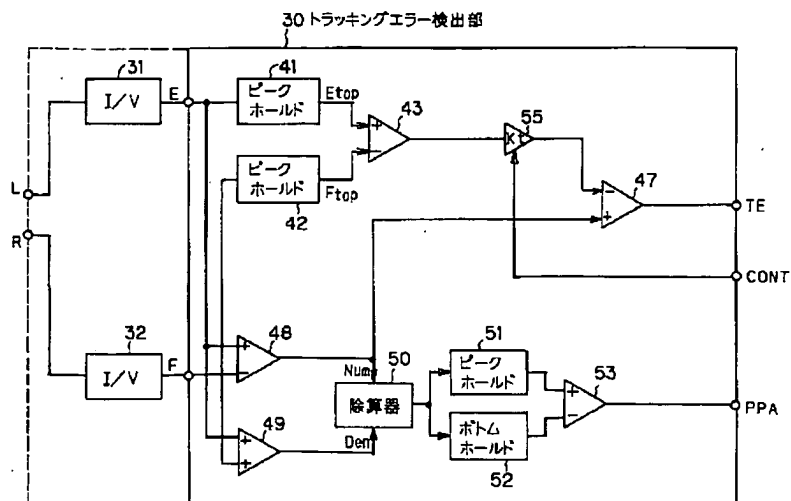 30 トラッキングエラー検出部
31
I/V
E
41
ピーク
ホールド
Etop
43
+
−
55
Kt
ピーク
ホールド
42
Ftop
47
−
+
TE
L
R
CONT
32
I/V
F
48
+
−
Num
50
除算器
Den
49
+
+
51
ピーク
ホールド
53
+
−
PPA
ボトム
ホールド
52